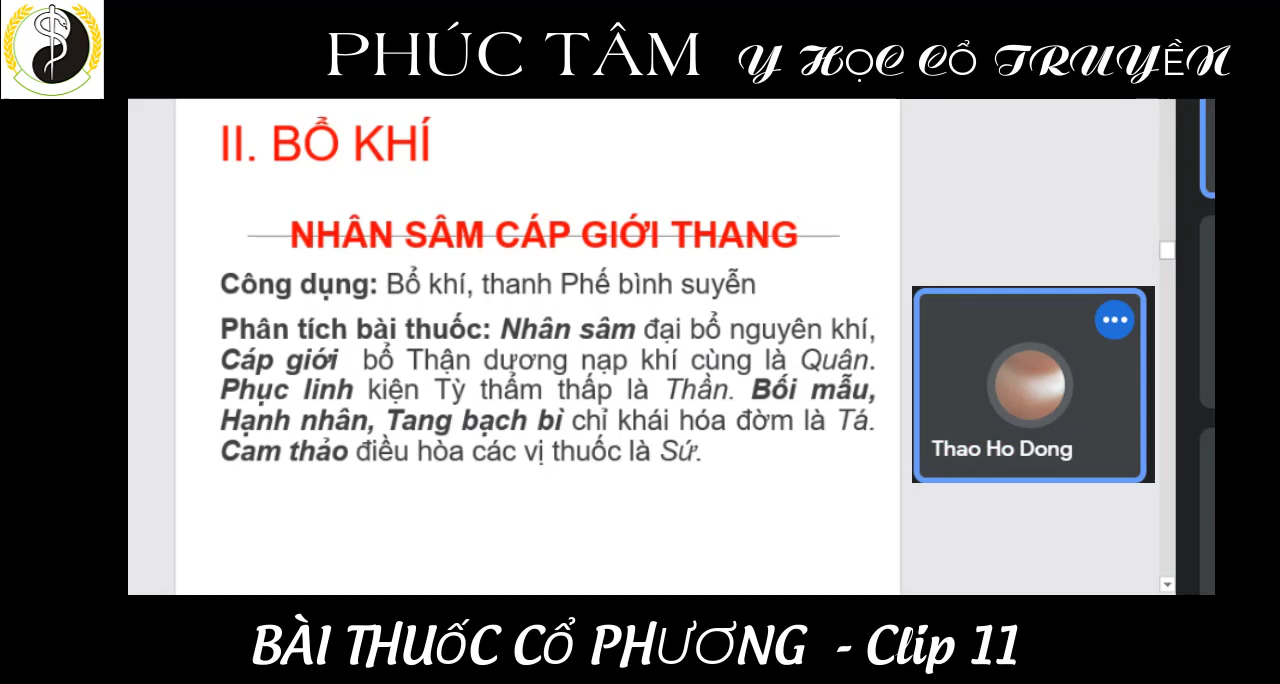 PHÚC TÂM Y HỌC CỔ TRUYỀN
II. BỔ KHÍ
NHÂN SÂM CÁP GIỚI THANG
Công dụng: Bổ khí, thanh Phế bình suyễn
Phân tích bài thuốc: Nhân sâm đại bổ nguyên khí,
Cáp giới bổ Thận dương nạp khí cùng là Quân.
Phục linh kiện Tỳ thẩm thấp là Thần. Bối mẫu,
Hạnh nhân, Tang bạch bì chỉ khái hóa đờm là Tá.
Cam thảo điều hòa các vị thuốc là Sứ.
Thao Ho Dong
BÀI THUỐC CỔ PHƯƠNG - Clip 11